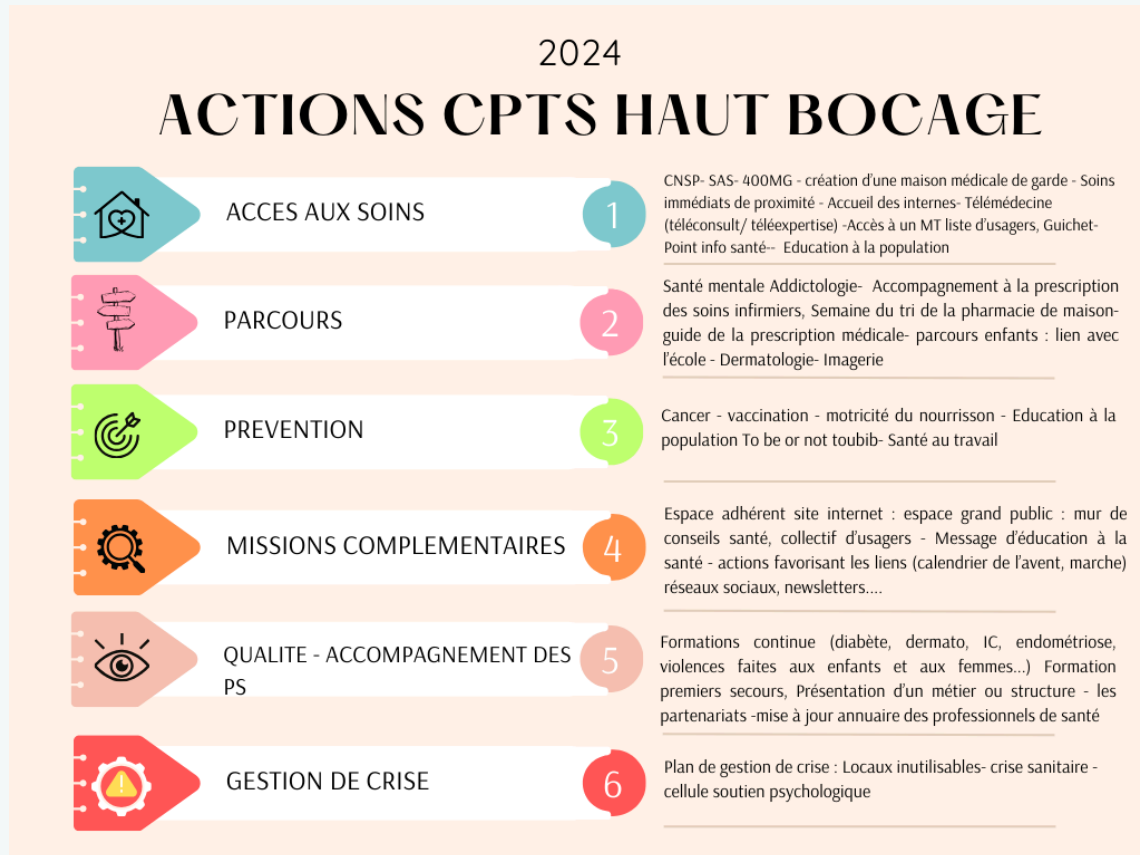 2024
ACTIONS CPTS HAUT BOCAGE
ACCES AUX SOINS
1
CNSP- SAS- 400MG - création d'une maison médicale de garde - Soins
immédiats de proximité - Accueil des internes- Télémédecine
(téléconsult/ téléexpertise) -Accès à un MT liste d'usagers, Guichet-
Point info santé-- Education à la population
PARCOURS
2
Santé mentale Addictologie- Accompagnement à la prescription
des soins infirmiers, Semaine du tri de la pharmacie de maison-
guide de la prescription médicale- parcours enfants : lien avec
l'école - Dermatologie- Imagerie
PREVENTION
3
Cancer - vaccination - motricité du nourrisson - Education à la
population To be or not toubib- Santé au travail
MISSIONS COMPLEMENTAIRES
4
Espace adhérent site internet : espace grand public : mur de
conseils santé, collectif d'usagers - Message d'éducation à la
santé - actions favorisant les liens (calendrier de l'avent, marche)
réseaux sociaux, newsletters....
QUALITE - ACCOMPAGNEMENT DES
PS
5
Formations continue (diabète, dermato, IC, endométriose,
violences faites aux enfants et aux femmes...) Formation
premiers secours, Présentation d'un métier ou structure - les
partenariats -mise à jour annuaire des professionnels de santé
GESTION DE CRISE
6
Plan de gestion de crise : Locaux inutilisables- crise sanitaire -
cellule soutien psychologique